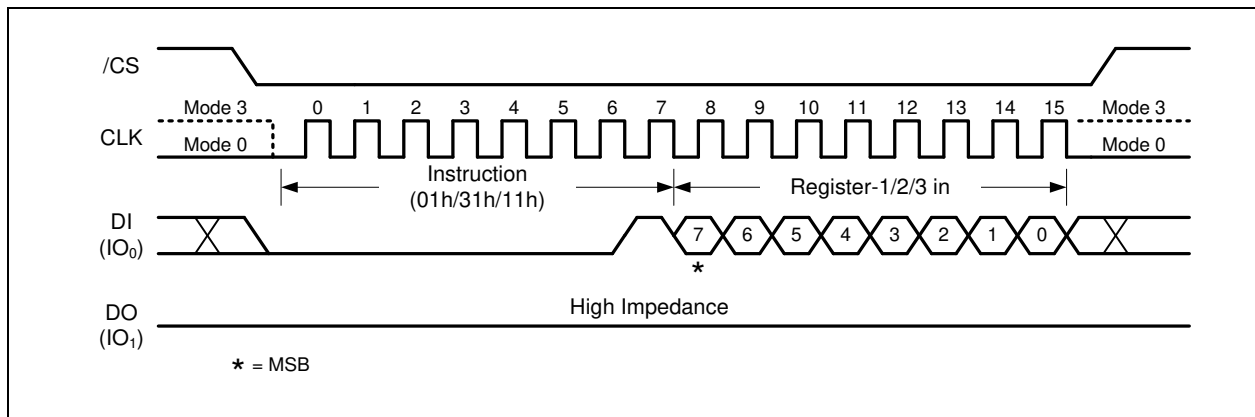 /CS
Mode 3 0 1 2 3 4 5 6 7 8 9 10 11 12 13 14 15 Mode 3
CLK
Mode 0 Mode 0
Instruction
(01h/31h/11h)
Register-1/2/3 in
DI
(IO₀)
7 6 5 4 3 2 1 0
*
High Impedance
DO
(IO₁)
* = MSB